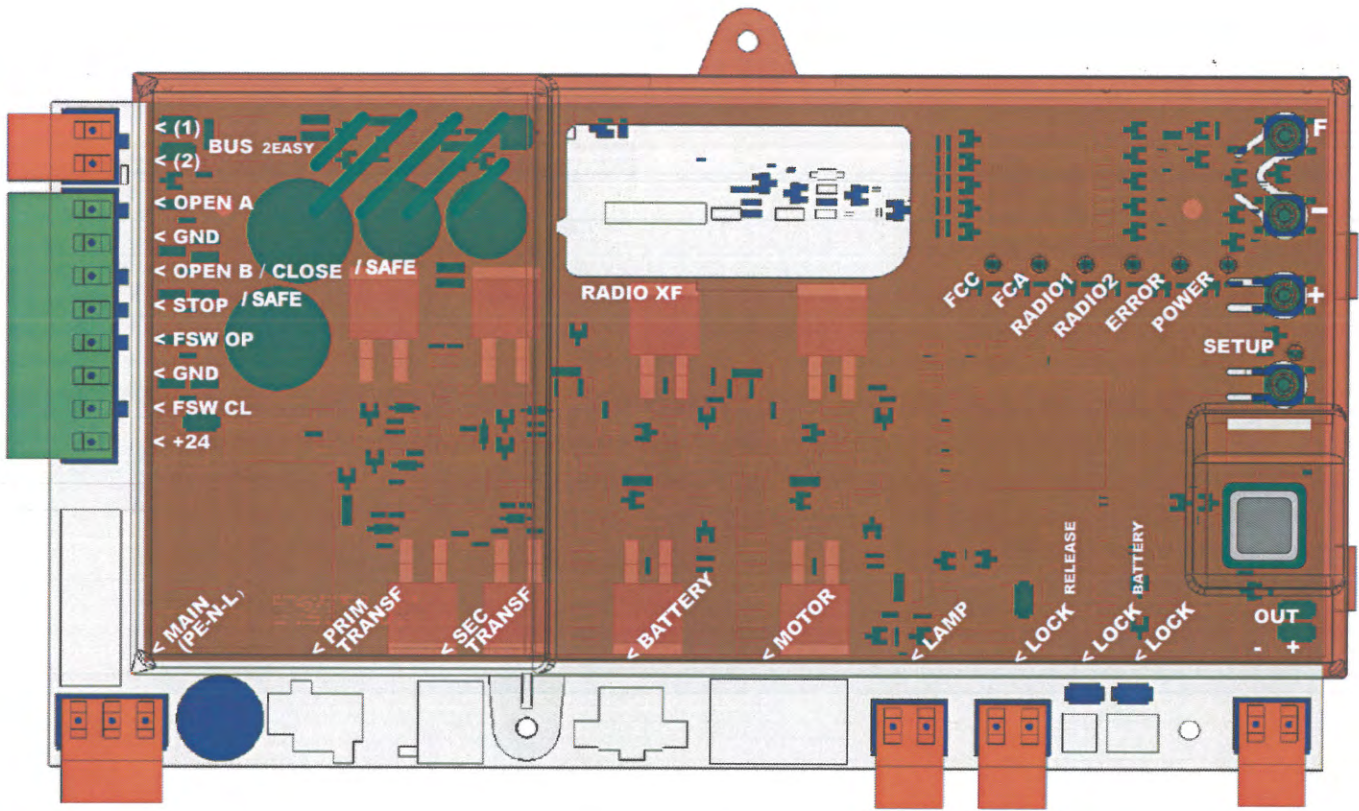 < (1)
BUS 2EASY
< (2)
< OPEN A
< GND
< OPEN B / CLOSE / SAFE
< STOP / SAFE
< FSW OP
< GND
< FSW CL
< +24
RADIO XF
FCC
FCA
RADIO1
RADIO2
ERROR
POWER
F
-
+
SETUP
< MAIN
(PE-N-L)
< PRIM
TRANSF
< SEC
TRANSF
< BATTERY
< MOTOR
< LAMP
< LOCK
RELEASE
< LOCK
BATTERY
< LOCK
OUT
- +